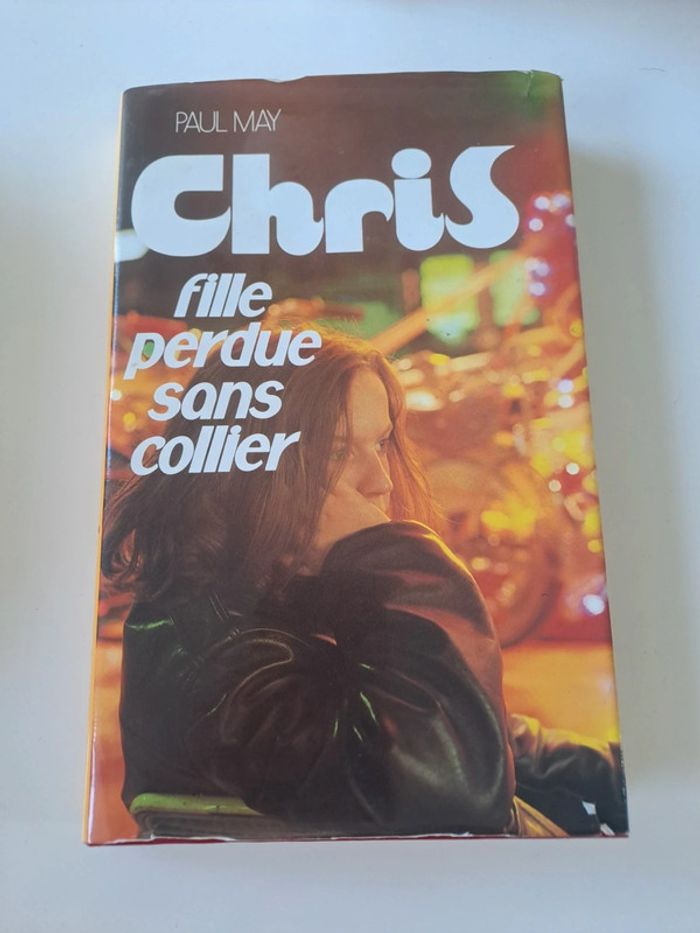 PAUL MAY
Chris
fille
perdue
sans
collier